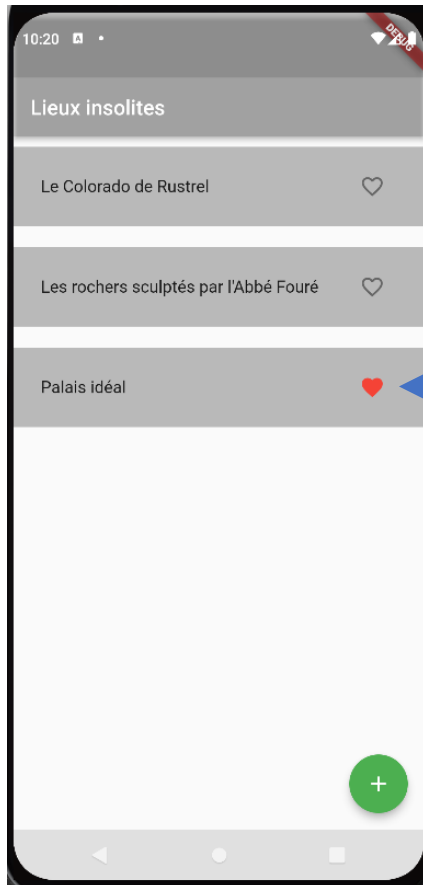 10:20 A
DEBUG
Lieux insolites
Le Colorado de Rustrel
Les rochers sculptés par l'Abbé Fouré
Palais idéal
+